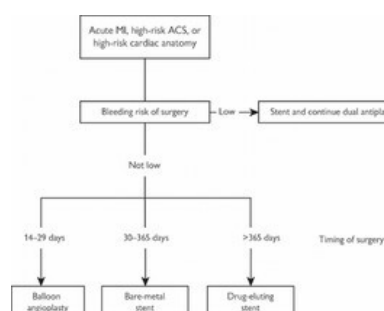 Acute MI, high-risk ACS, or
high-risk cardiac anatomy
Bleeding risk of surgery
Low
Stent and continue dual antipla
Not low
14–29 days
30–365 days
>365 days
Timing of surgery
Balloon
angioplasty
Bare-metal
stent
Drug-eluting
stent